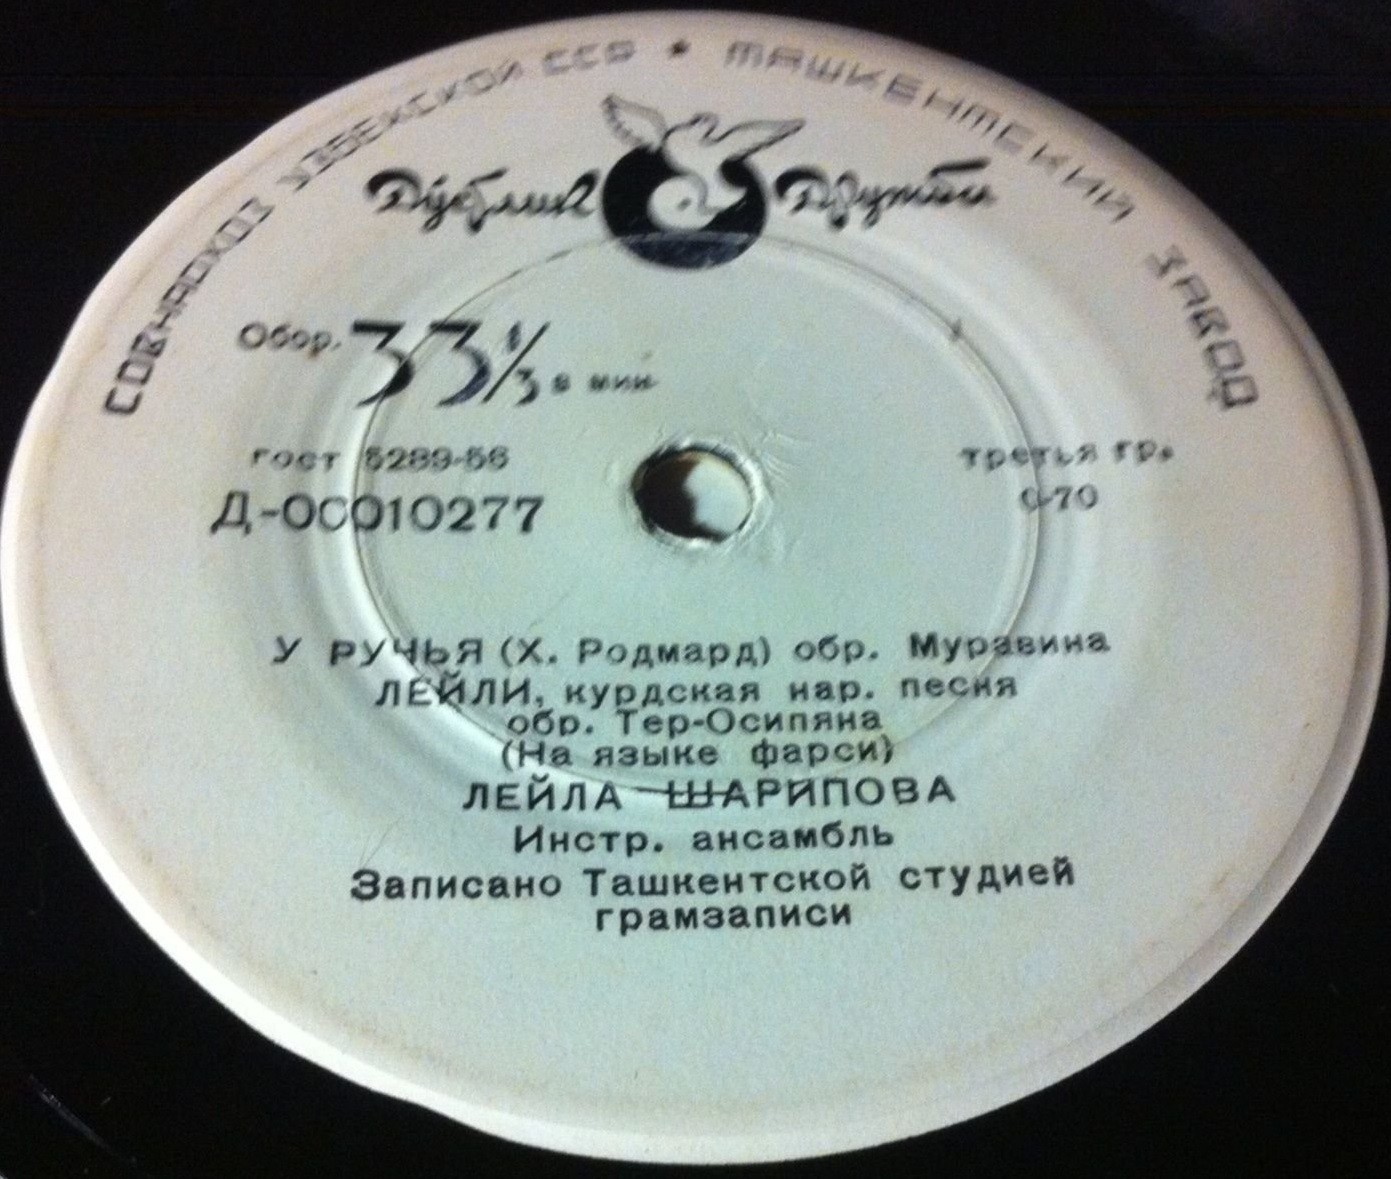 СОВНАРХОЗ УЗБЕКСКОЙ ССР * ТАШКЕНТСКИЙ ЗАВОД
Дружбы
Обор. 33 1/3 в мин.
гост 5289-56
третья гр.
Д-00010277
0-70
У РУЧЬЯ (Х. Родмард) обр. Муравина
ЛЕЙЛИ, курдская нар. песня
обр. Тер-Осипяна
(На языке фарси)
ЛЕЙЛА ШАРИПОВА
Инстр. ансамбль
Записано Ташкентской студией
грамзаписи